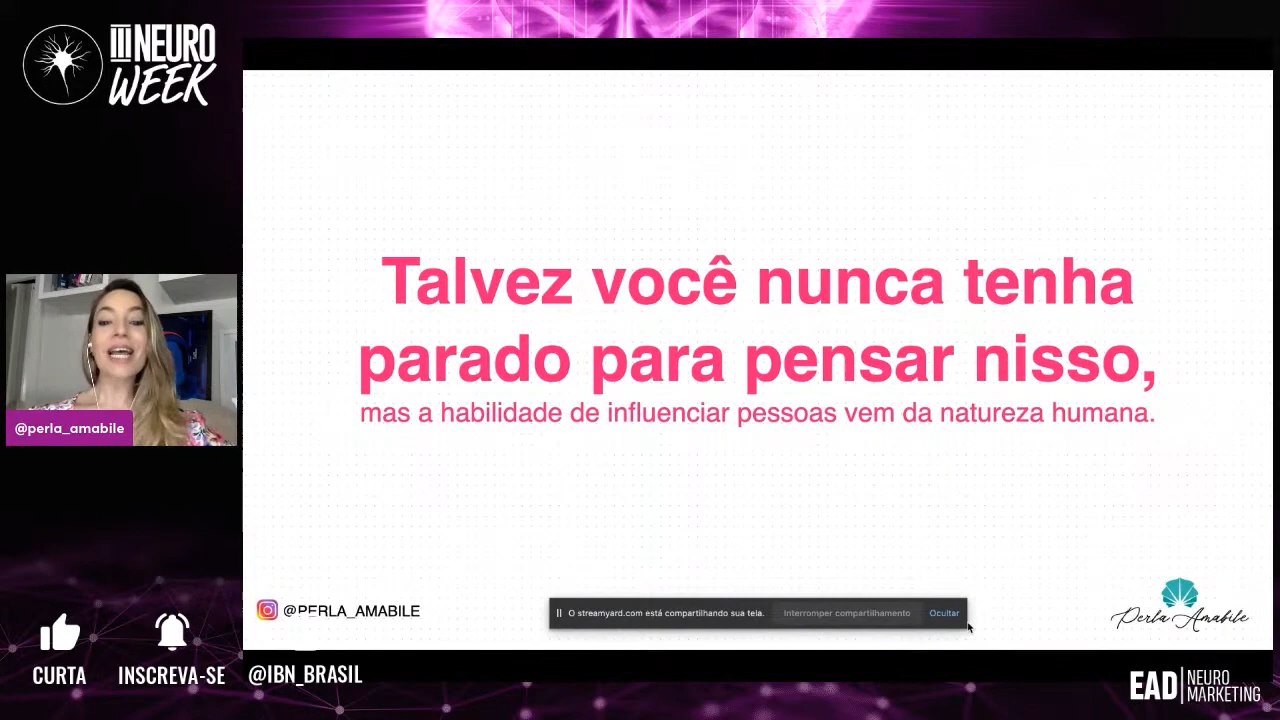 III NEURO
WEEK
Talvez você nunca tenha
parado para pensar nisso,
mas a habilidade de influenciar pessoas vem da natureza humana.
@perla_amabile
@PERLA_AMABILE
O streamyard.com está compartilhando sua tela. Interromper compartilhamento Ocultar
Perla Amabile
CURTA INSCREVA-SE @IBN_BRASIL
EAD NEURO
MARKETING